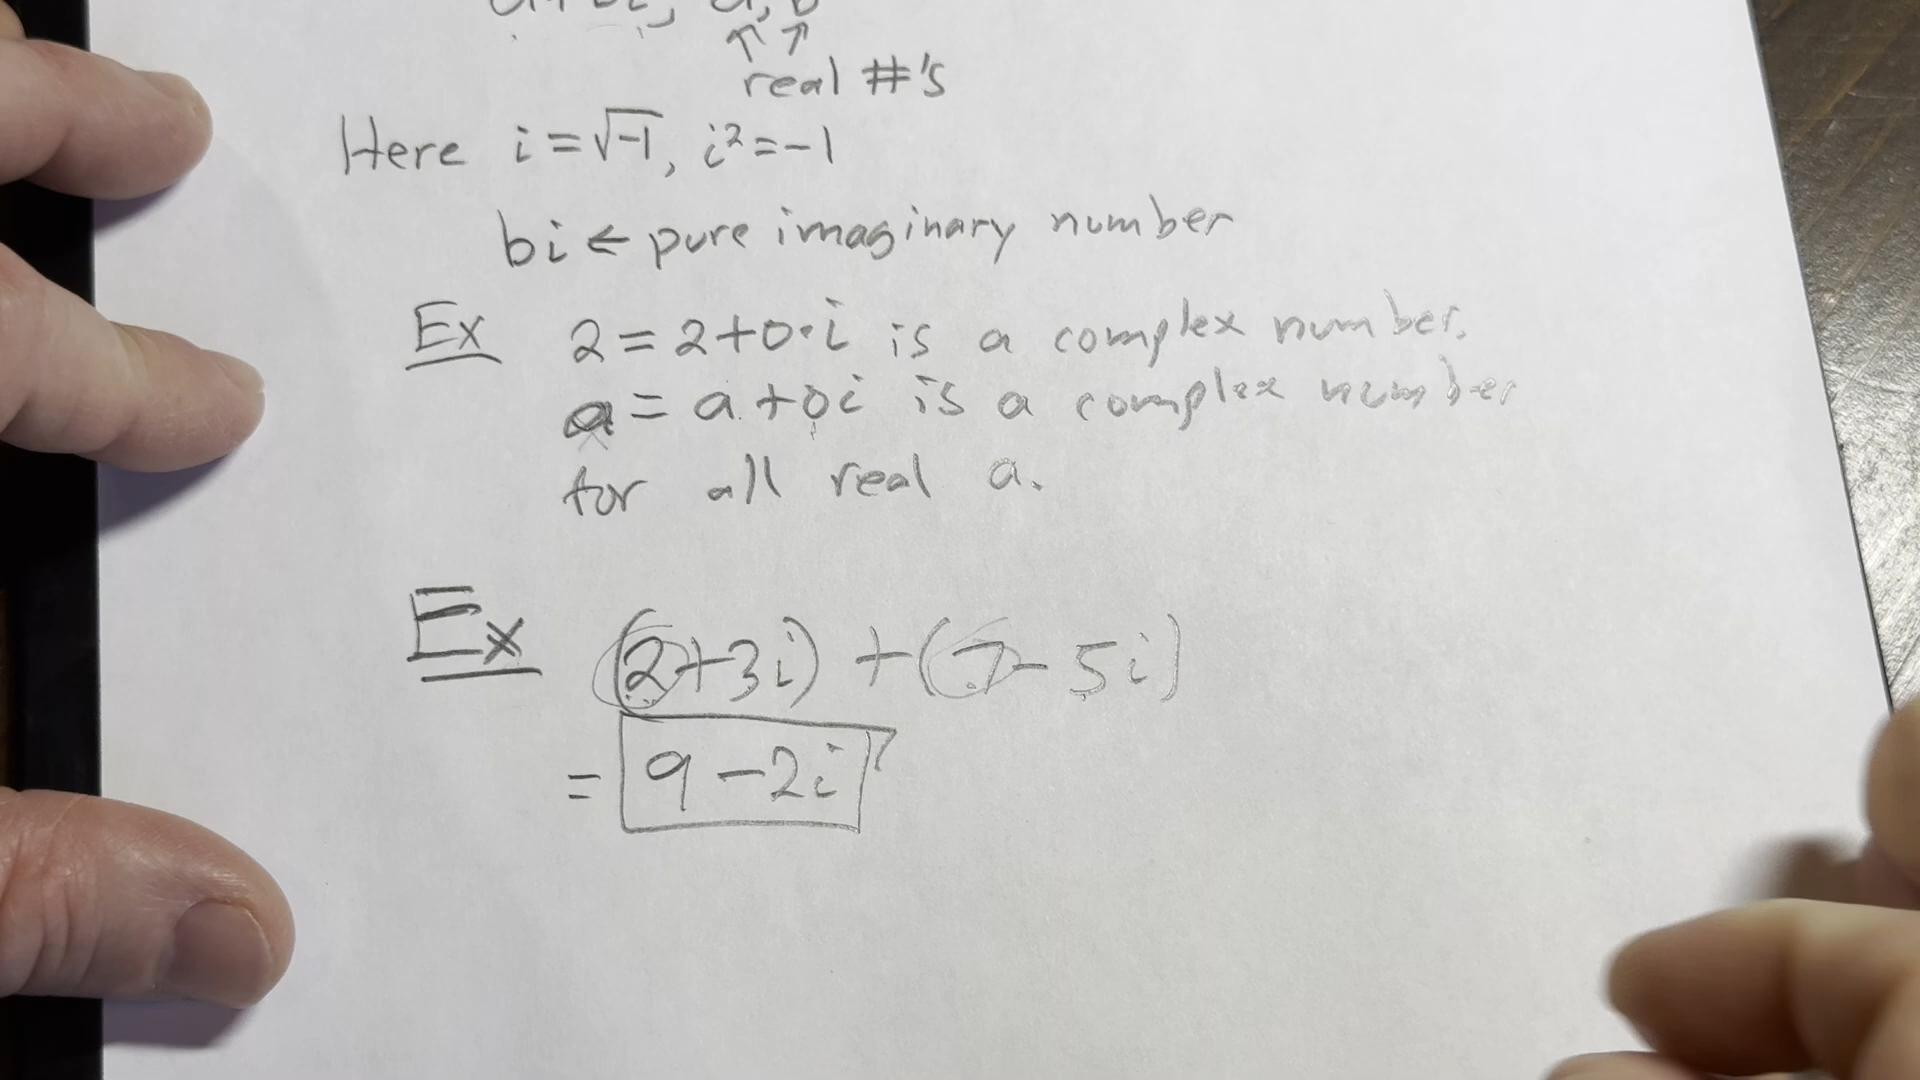 a+bi, a, b
↑ ↑
real #'s
Here i=√-1, i²=-1
bi ← pure imaginary number
Ex 2=2+0·i is a complex number.
a=a+0i is a complex number
for all real a.
Ex (2+3i)+(7-5i)
= 9-2i